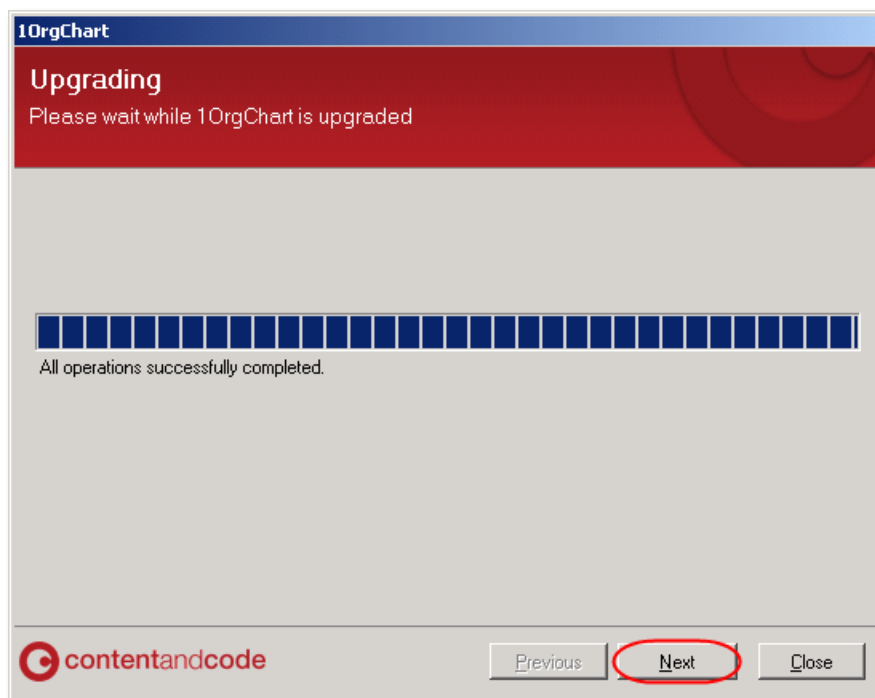 1OrgChart
Upgrading
Please wait while 1OrgChart is upgraded
All operations successfully completed.
contentandcode
Previous
Next
Close